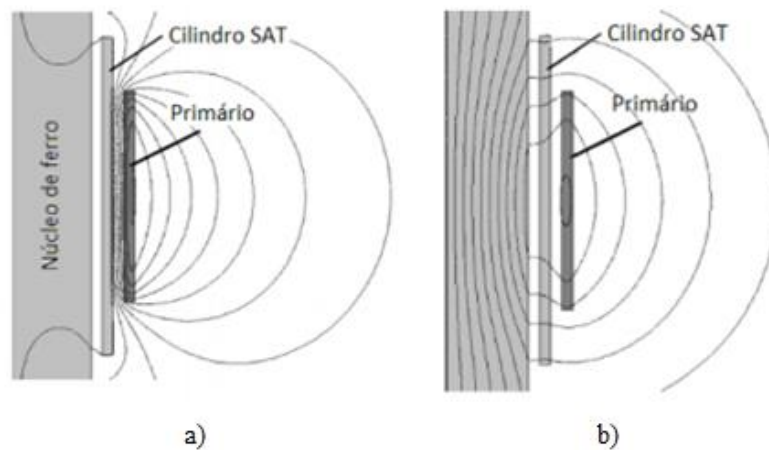 Cilindro SAT
Primário
Núcleo de ferro
a)
Cilindro SAT
Primário
b)